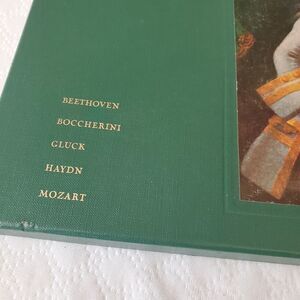 BEETHOVEN
BOCCHERINI
GLUCK
HAYDN
MOZART